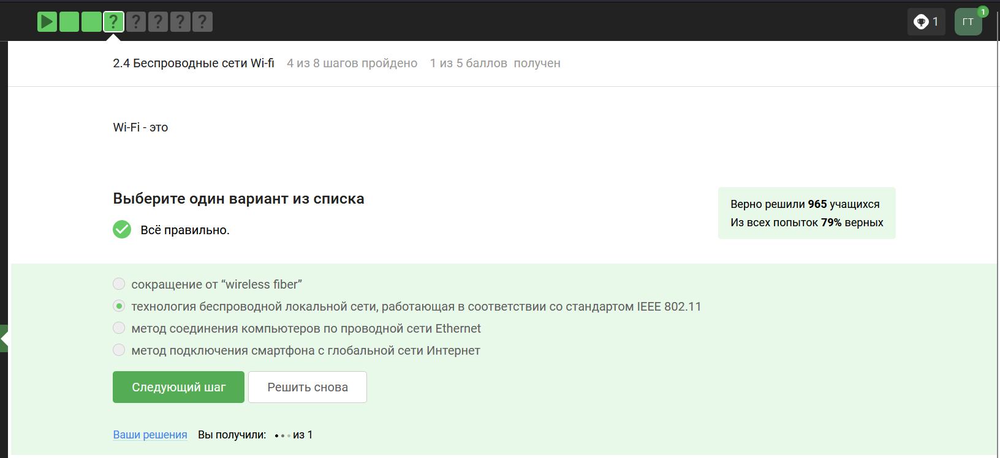 ? ? ? ? ?
1
ГТ
1
2.4 Беспроводные сети Wi-fi 4 из 8 шагов пройдено 1 из 5 баллов получен
Wi-Fi - это
Выберите один вариант из списка
Всё правильно.
Верно решили 965 учащихся
Из всех попыток 79% верных
сокращение от “wireless fiber”
технология беспроводной локальной сети, работающая в соответствии со стандартом IEEE 802.11
метод соединения компьютеров по проводной сети Ethernet
метод подключения смартфона с глобальной сети Интернет
Следующий шаг
Решить снова
Ваши решения Вы получили: ••• из 1